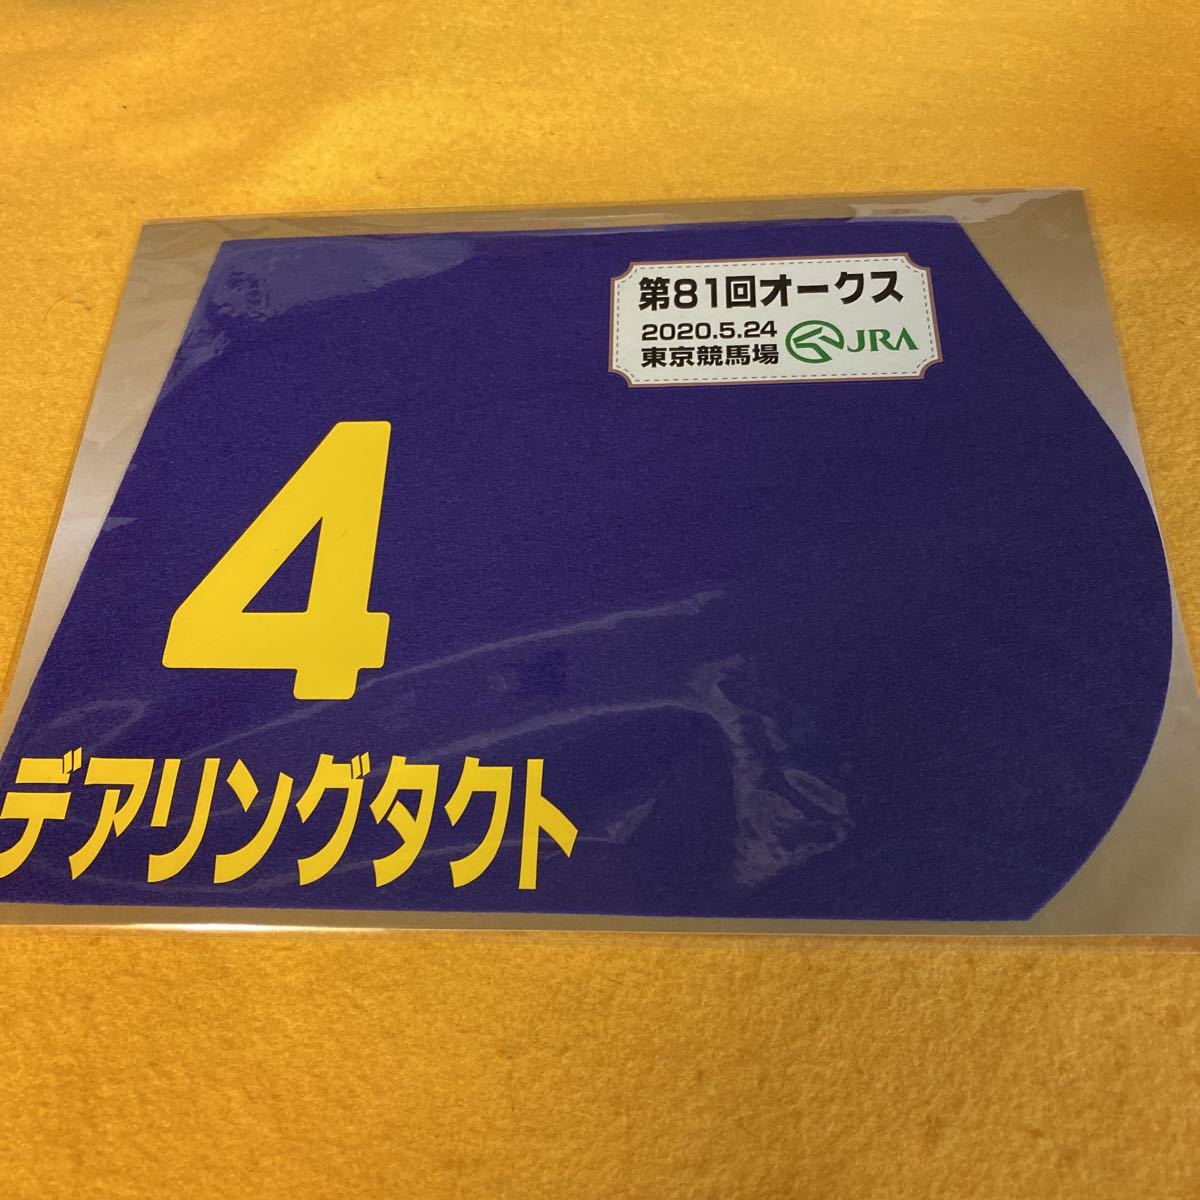 第81回オークス
2020.5.24
東京競馬場
JRA
4
デアリングタクト